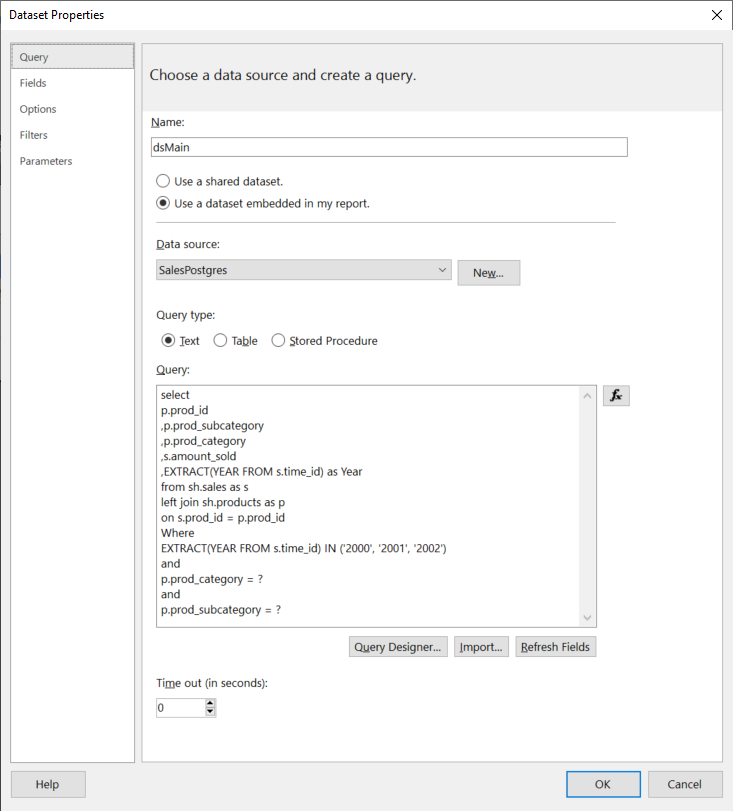 Dataset Properties
Query
Fields
Options
Filters
Parameters
Choose a data source and create a query.
Name:
dsMain
Use a shared dataset.
Use a dataset embedded in my report.
Data source:
SalesPostgres
New...
Query type:
Text Table Stored Procedure
Query:
select
p.prod_id
,p.prod_subcategory
,p.prod_category
,s.amount_sold
,EXTRACT(YEAR FROM s.time_id) as Year
from sh.sales as s
left join sh.products as p
on s.prod_id = p.prod_id
Where
EXTRACT(YEAR FROM s.time_id) IN ('2000', '2001', '2002')
and
p.prod_category = ?
and
p.prod_subcategory = ?
fx
Query Designer... Import... Refresh Fields
Time out (in seconds):
0
Help OK Cancel